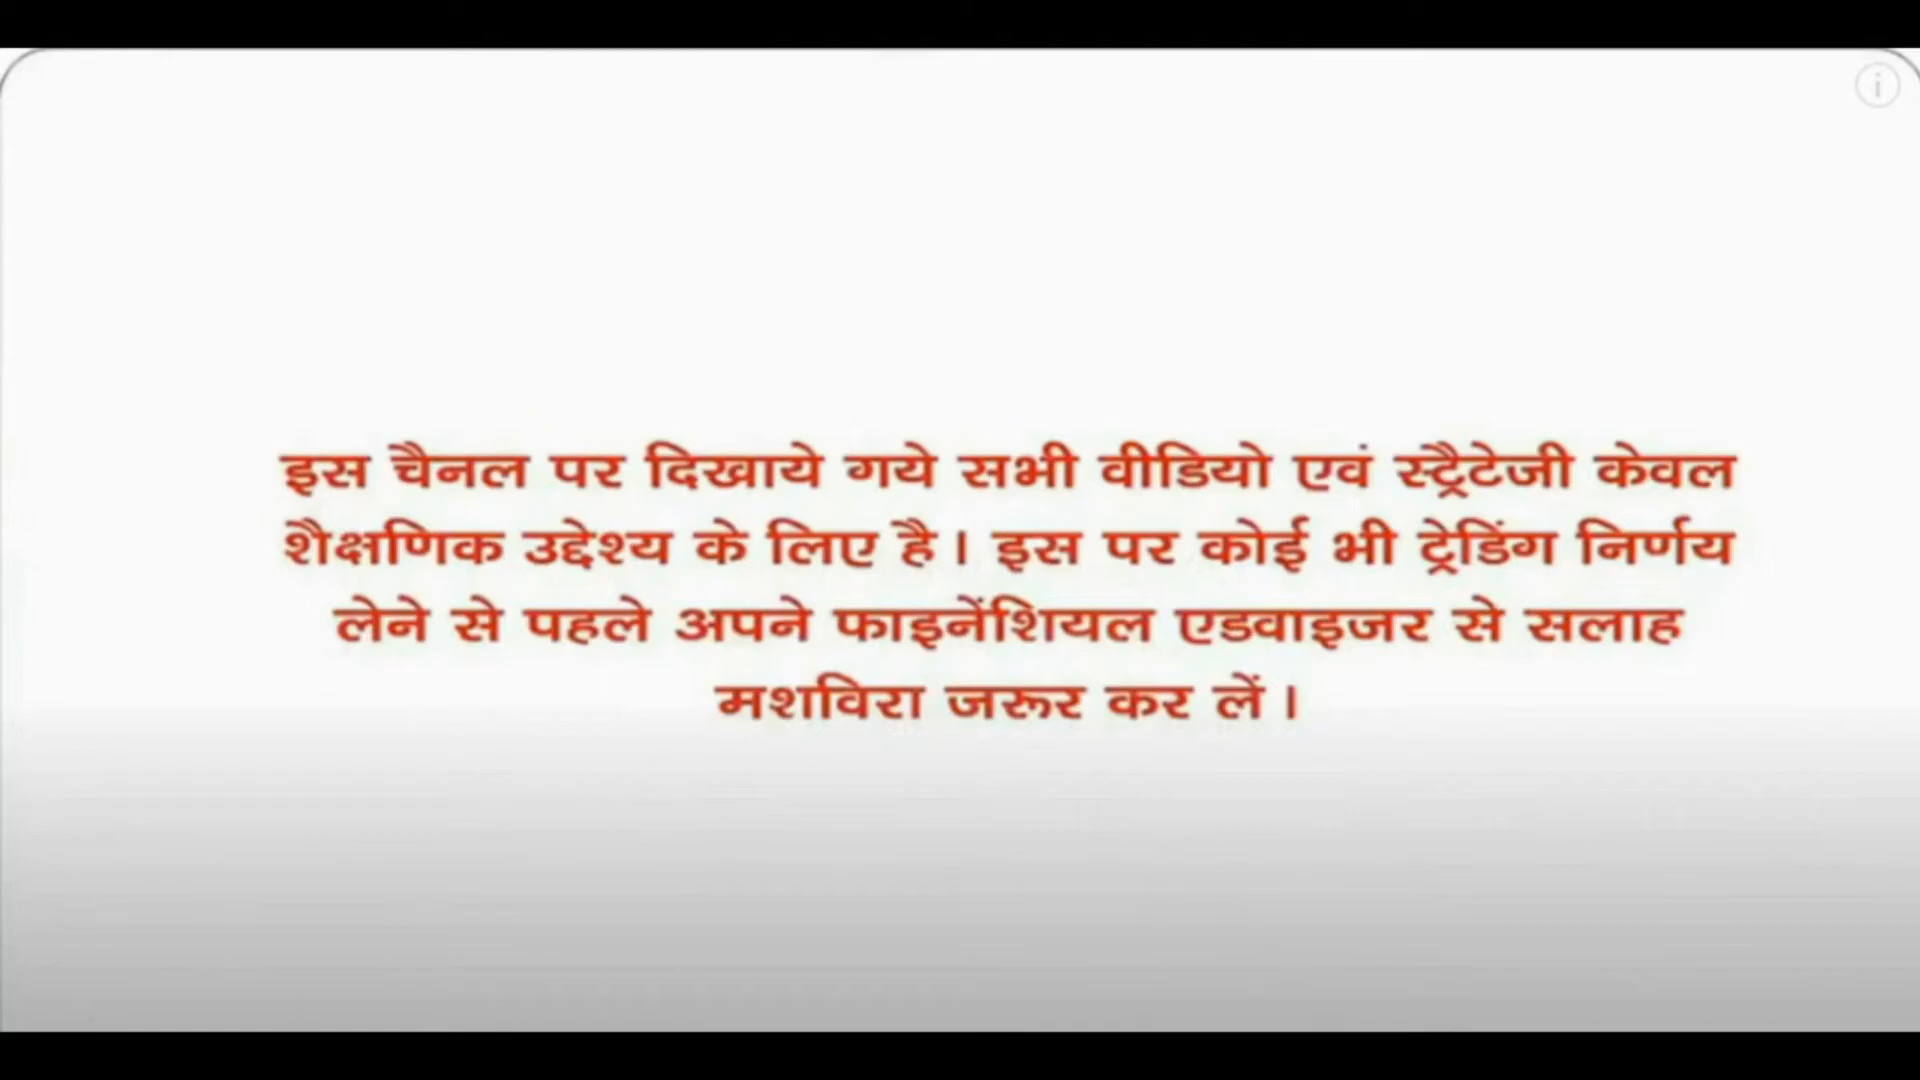 इस चैनल पर दिखाये गये सभी वीडियो एवं स्ट्रैटेजी केवल
शैक्षणिक उद्देश्य के लिए है। इस पर कोई भी ट्रेडिंग निर्णय
लेने से पहले अपने फाइनेंशियल एडवाइजर से सलाह
मशविरा जरूर कर लें।